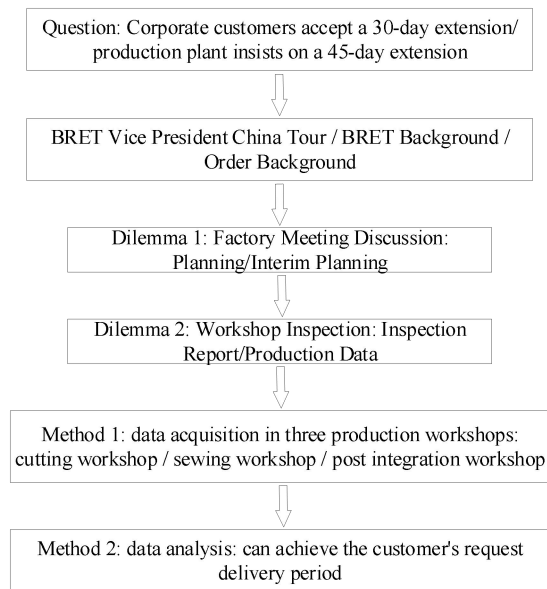 Question: Corporate customers accept a 30-day extension/
production plant insists on a 45-day extension
BRET Vice President China Tour / BRET Background /
Order Background
Dilemma 1: Factory Meeting Discussion:
Planning/Interim Planning
Dilemma 2: Workshop Inspection: Inspection
Report/Production Data
Method 1: data acquisition in three production workshops:
cutting workshop / sewing workshop / post integration workshop
Method 2: data analysis: can achieve the customer's request
delivery period